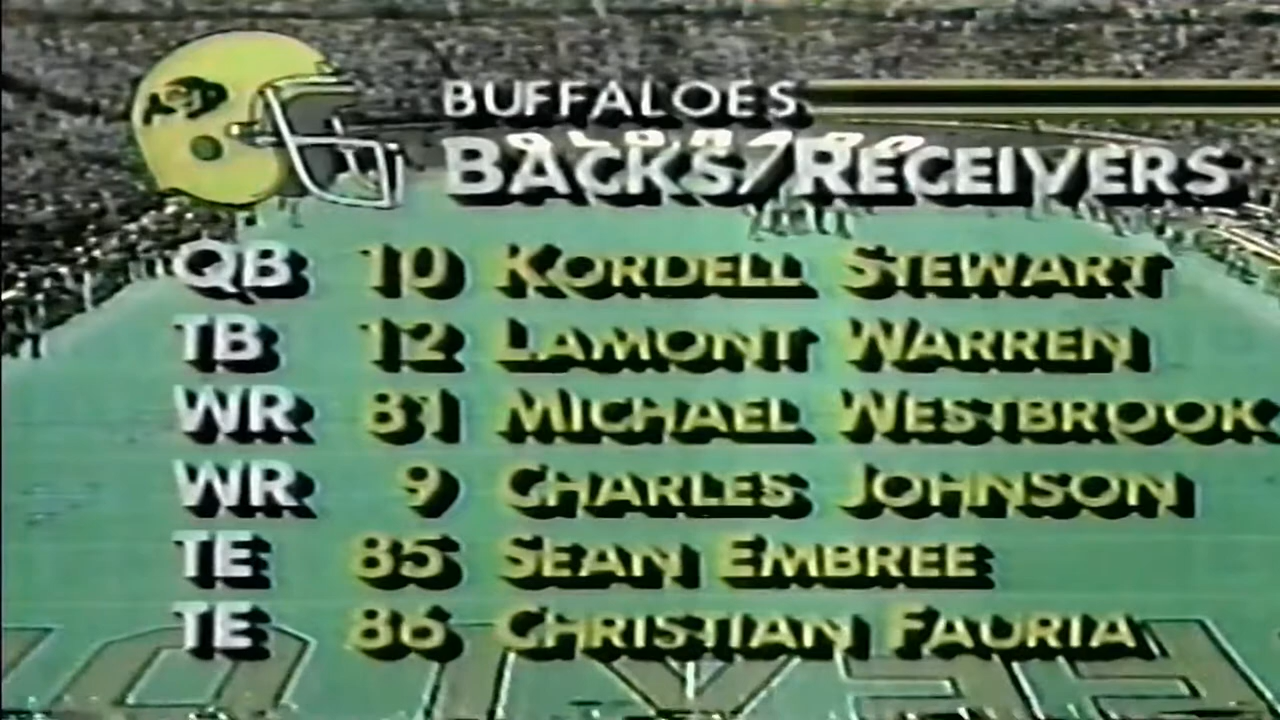 BUFFALOES
BACKS/RECEIVERS
QB 10 KORDELL STEWART
TB 12 LAMONT WARREN
WR 81 MICHAEL WESTBROOK
WR 9 CHARLES JOHNSON
TE 85 SEAN EMBREE
TE 86 CHRISTIAN FAURIA